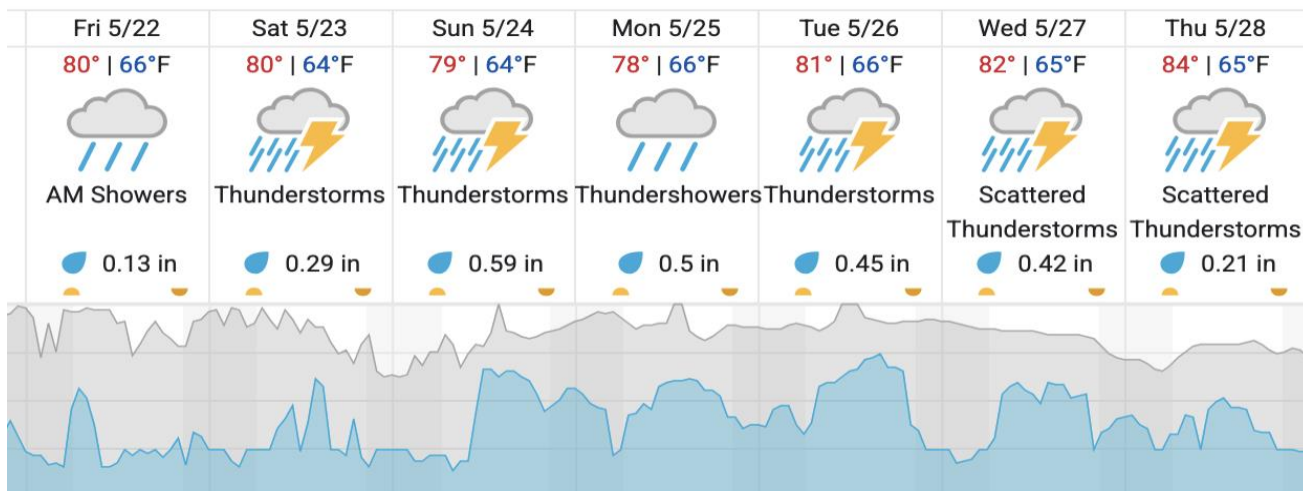 Fri 5/22
Sat 5/23
Sun 5/24
Mon 5/25
Tue 5/26
Wed 5/27
Thu 5/28
80° | 66°F
80° | 64°F
79° | 64°F
78° | 66°F
81° | 66°F
82° | 65°F
84° | 65°F
AM Showers
Thunderstorms
Thunderstorms
Thundershowers
Thunderstorms
Scattered
Thunderstorms
Scattered
Thunderstorms
0.13 in
0.29 in
0.59 in
0.5 in
0.45 in
0.42 in
0.21 in